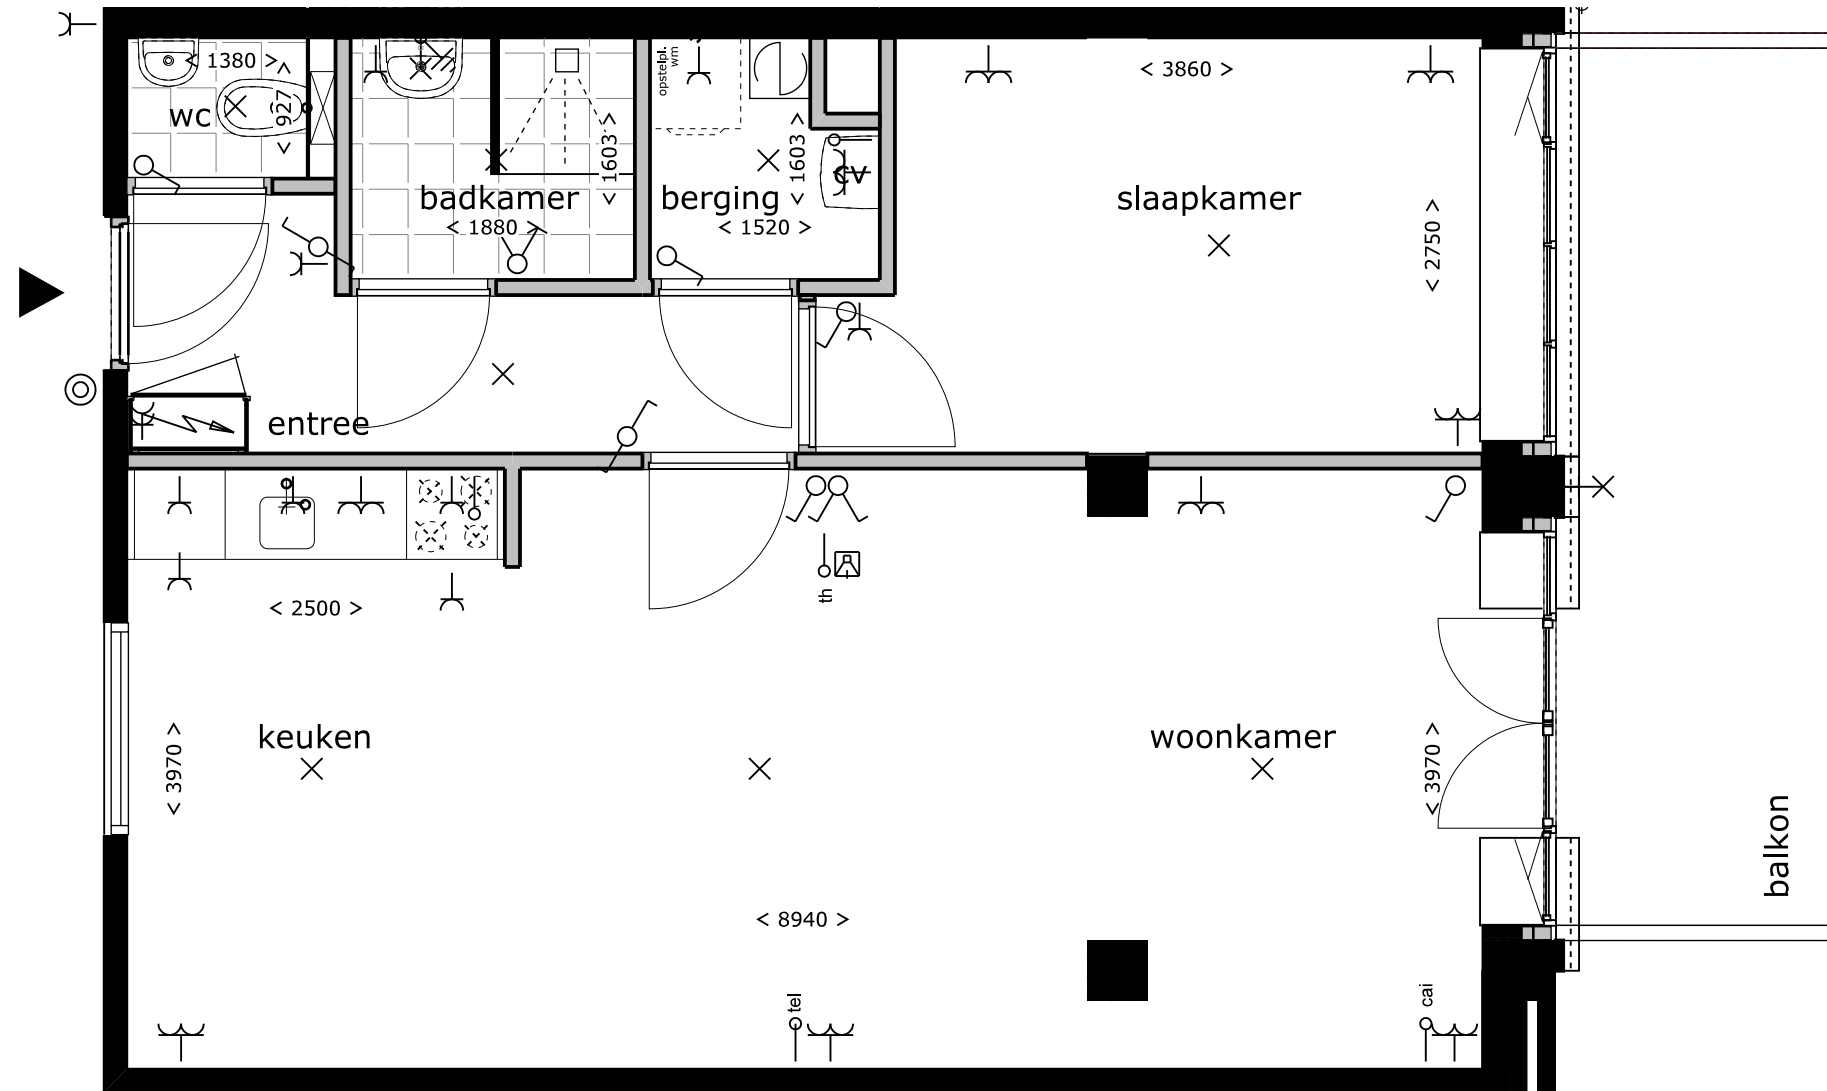 < 1380 >
< 927 >
wc
badkamer
< 1603 >
< 1880 >
opstelpl.
wm
berging
< 1603 >
< 1520 >
cv
< 3860 >
slaapkamer
< 2750 >
entree
< 2500 >
th
keuken
< 3970 >
woonkamer
< 3970 >
balkon
< 8940 >
tel
cai